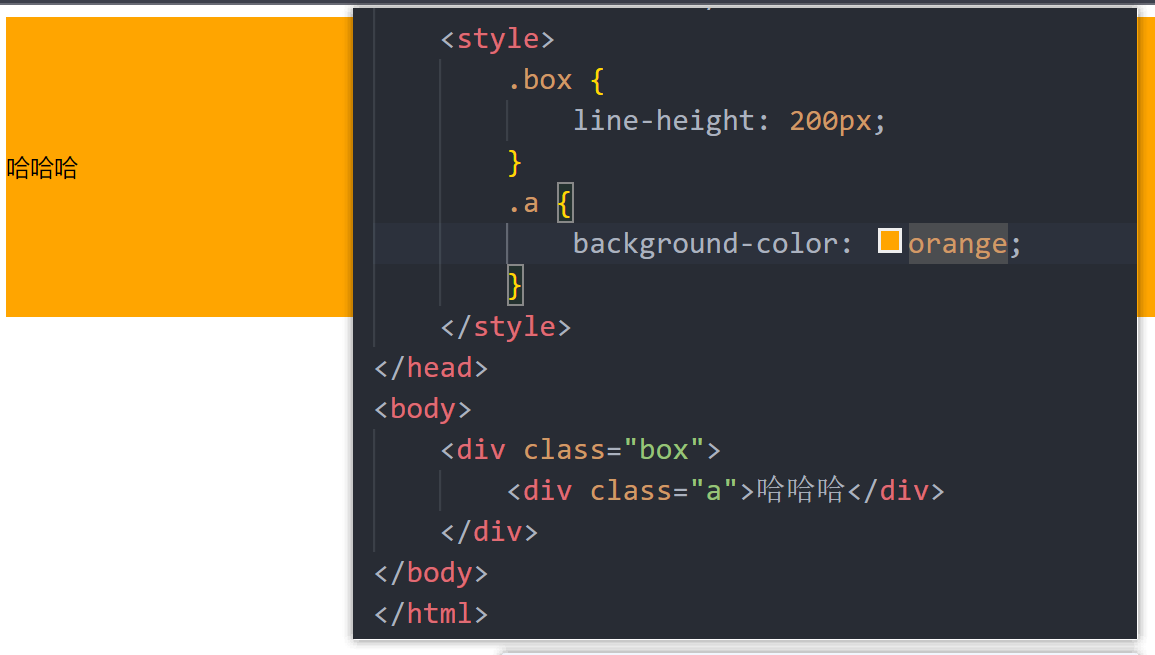 <style>
.box {
line-height: 200px;
}
哈哈哈
.a {
background-color: orange;
}
</style>
</head>
<body>
<div class="box">
<div class="a">哈哈哈</div>
</div>
</body>
</html>